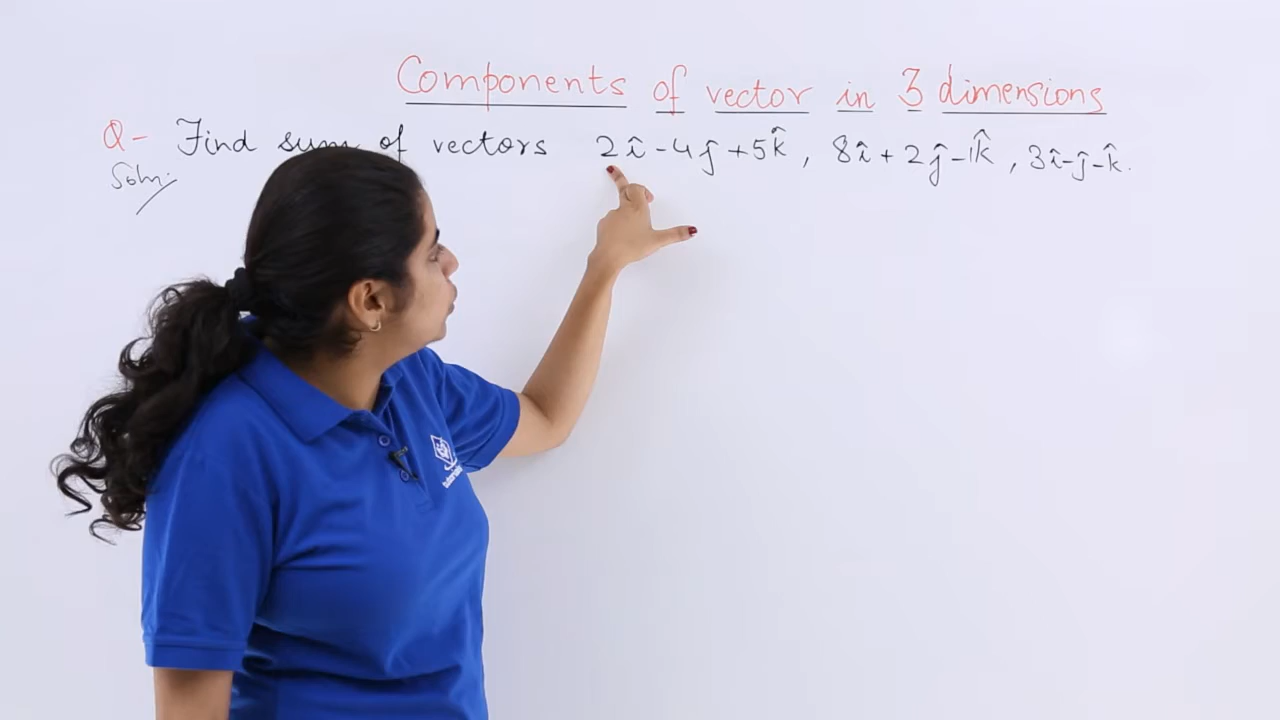 Components of vector in 3 dimensions
Q- Find sum of vectors 2î - 4ĵ + 5k̂, 8î + 2ĵ - 1k̂, 3î - ĵ - k̂.
Soln: